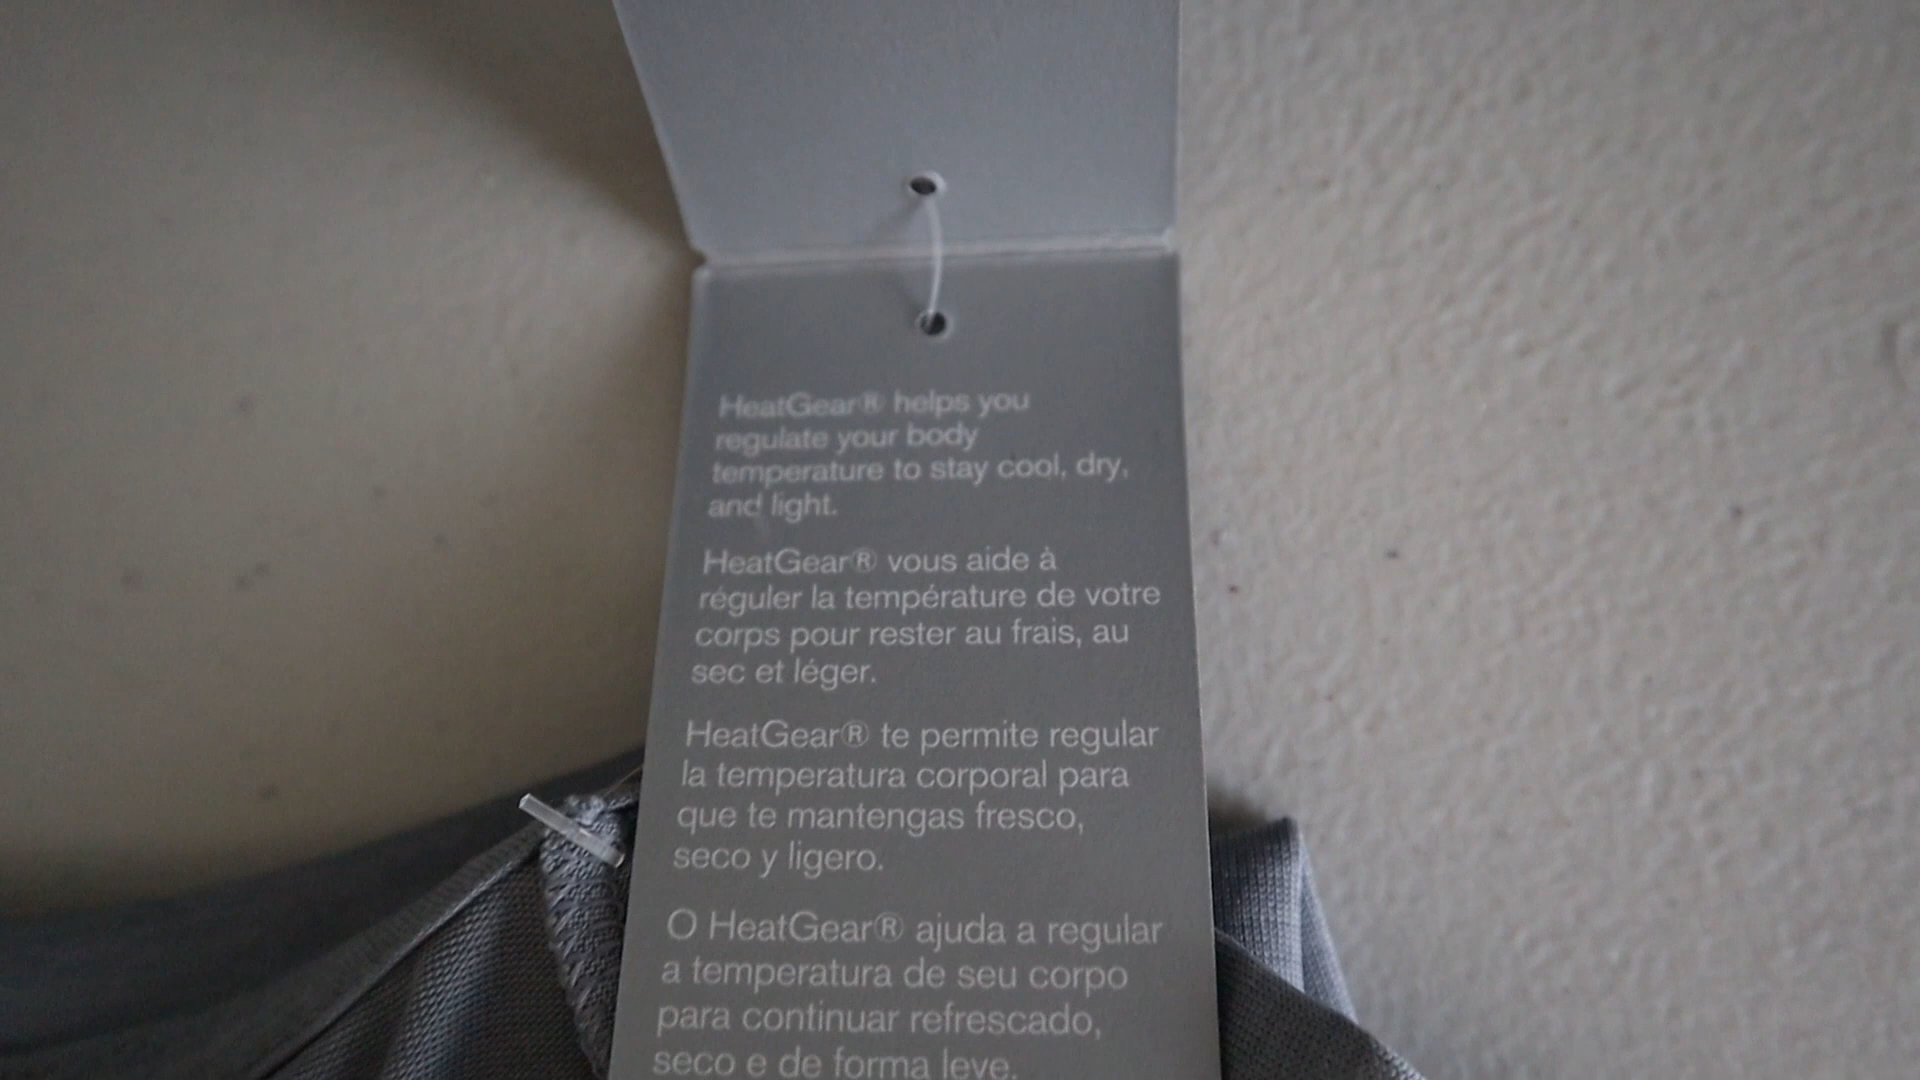 HeatGear® helps you
regulate your body
temperature to stay cool, dry,
and light.
HeatGear® vous aide à
réguler la température de votre
corps pour rester au frais, au
sec et léger.
HeatGear® te permite regular
la temperatura corporal para
que te mantengas fresco,
seco y ligero.
O HeatGear® ajuda a regular
a temperatura de seu corpo
para continuar refrescado,
seco e de forma leve.